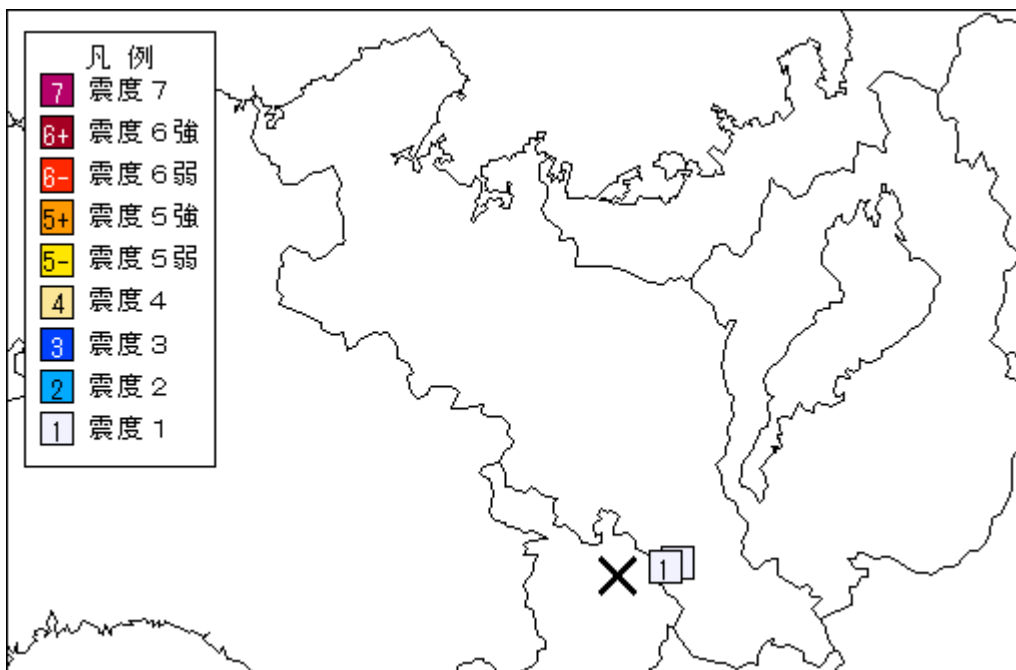 凡 例
7 震度７
6+ 震度６強
6- 震度６弱
5+ 震度５強
5- 震度５弱
4 震度４
3 震度３
2 震度２
1 震度１
1